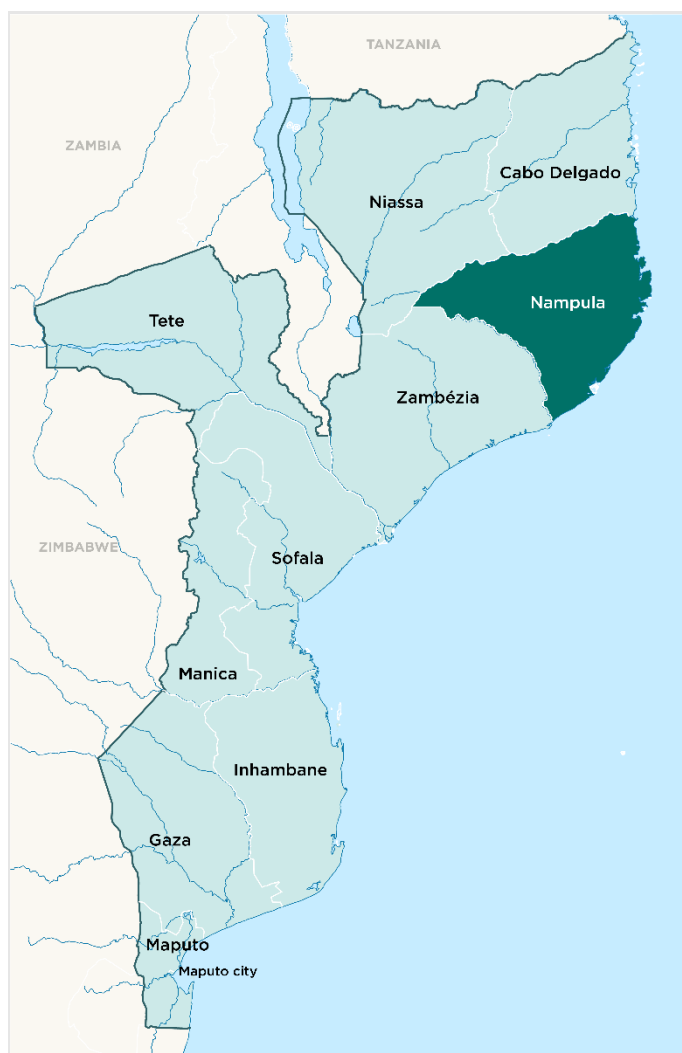 TANZANIA
ZAMBIA
Cabo Delgado
Niassa
Nampula
Tete
Zambézia
ZIMBABWE
Sofala
Manica
Inhambane
Gaza
Maputo
Maputo city